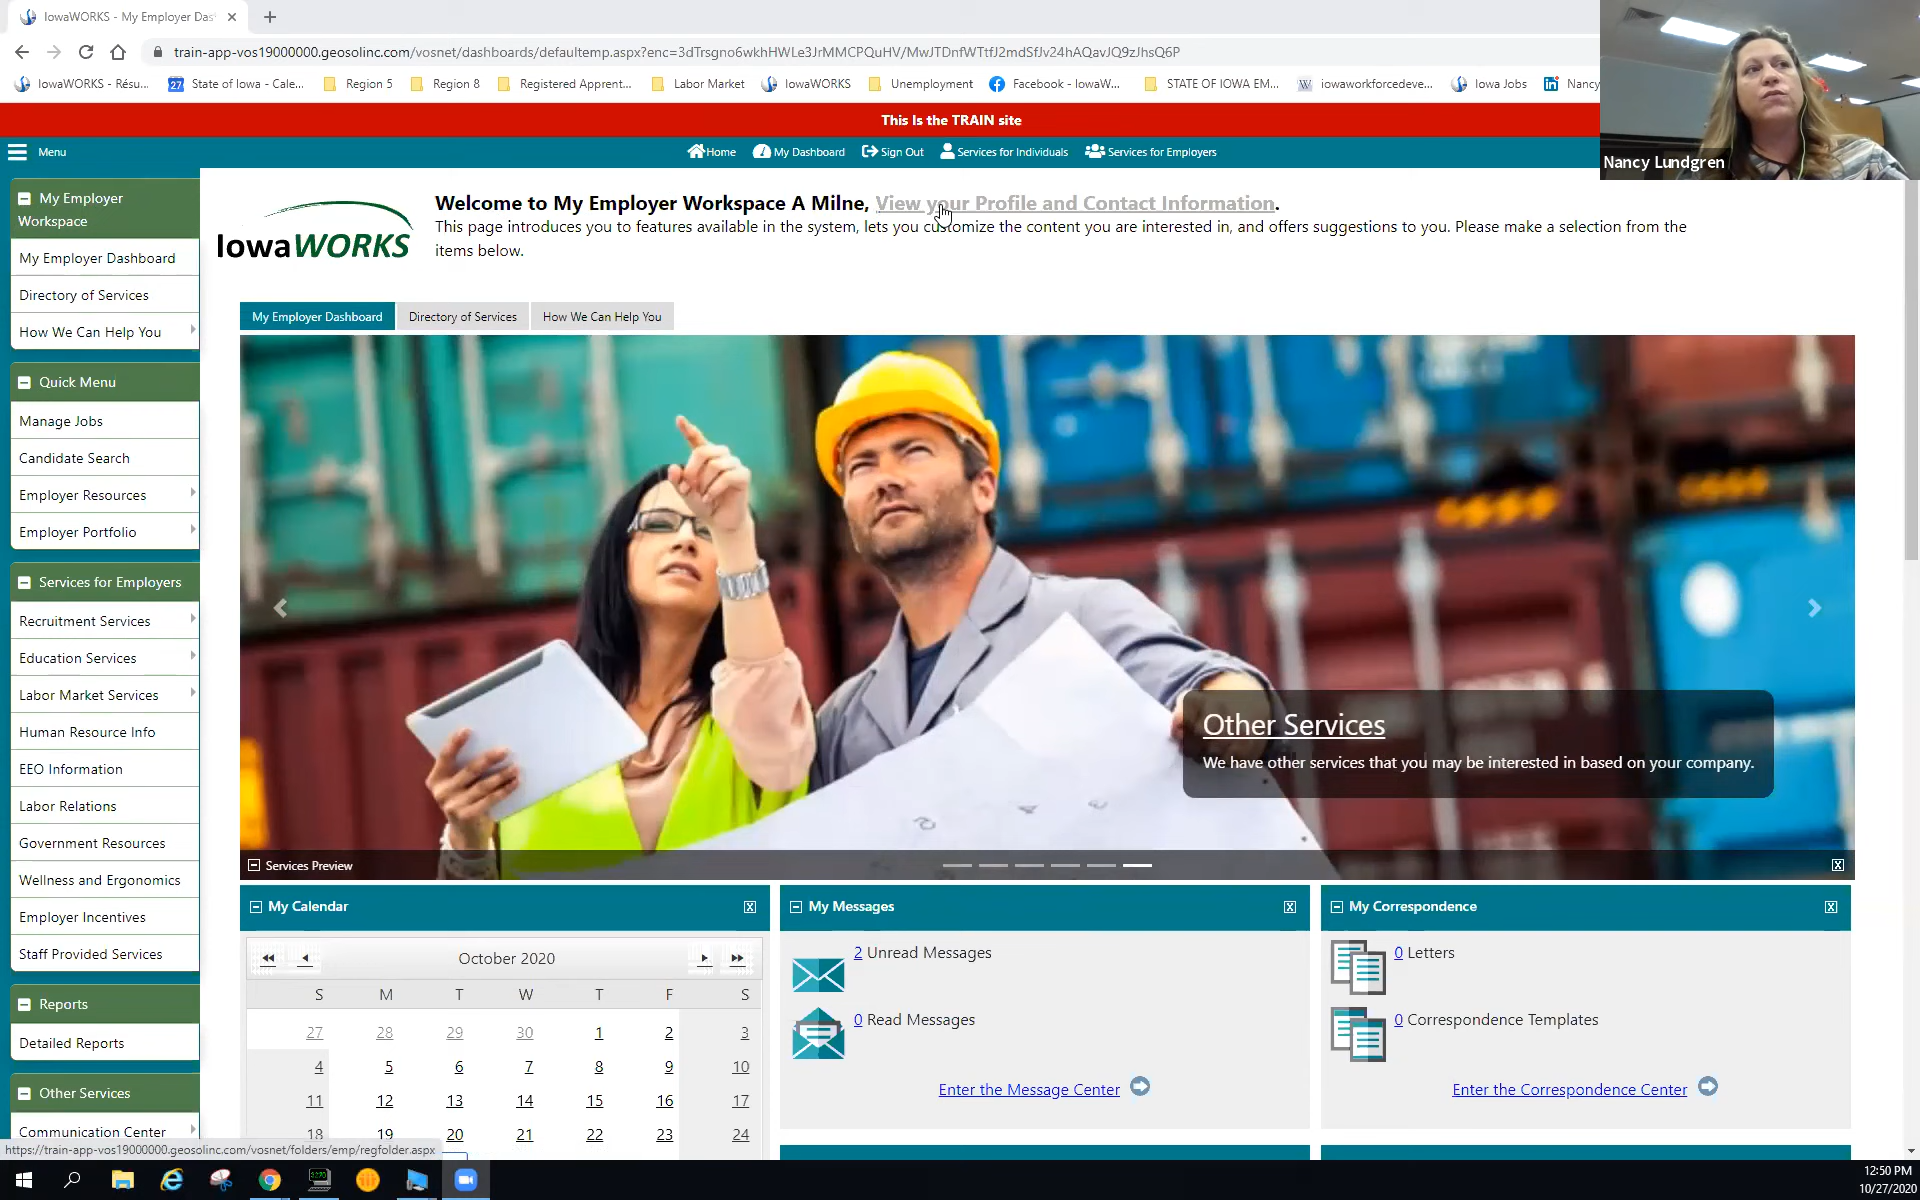 IowaWORKS - My Employer Das
train-app-vos19000000.geosolinc.com/vosnet/dashboards/defaultemp.aspx?enc=3dTrsgno6wkhHWLe3JrMMCPQuHV/MwJTDnfWTtfJ2mdSfJv24hAQavJQ9zJhsQ6P
IowaWORKS - Résu...
27
State of Iowa - Cale...
Region 5
Region 8
Registered Apprent...
Labor Market
IowaWORKS
Unemployment
Facebook - IowaW...
STATE OF IOWA EM...
iowaworkforcedeve...
Iowa Jobs
Nancy
Nancy Lundgren
This Is the TRAIN site
Menu
Home
My Dashboard
Sign Out
Services for Individuals
Services for Employers
My Employer
Workspace
My Employer Dashboard
Directory of Services
How We Can Help You
Quick Menu
Manage Jobs
Candidate Search
Employer Resources
Employer Portfolio
Services for Employers
Recruitment Services
Education Services
Labor Market Services
Human Resource Info
EEO Information
Labor Relations
Government Resources
Wellness and Ergonomics
Employer Incentives
Staff Provided Services
Reports
Detailed Reports
Other Services
Communication Center
IowaWORKS
Welcome to My Employer Workspace A Milne, View your Profile and Contact Information.
This page introduces you to features available in the system, lets you customize the content you are interested in, and offers suggestions to you. Please make a selection from the
items below.
My Employer Dashboard
Directory of Services
How We Can Help You
Other Services
We have other services that you may be interested in based on your company.
Services Preview
My Calendar
October 2020
S M T W T F S
27 28 29 30 1 2 3
4 5 6 7 8 9 10
11 12 13 14 15 16 17
18 19 20 21 22 23 24
My Messages
2 Unread Messages
0 Read Messages
Enter the Message Center
My Correspondence
0 Letters
0 Correspondence Templates
Enter the Correspondence Center
https://train-app-vos19000000.geosolinc.com/vosnet/folders/emp/regfolder.aspx
12:50 PM
10/27/2020